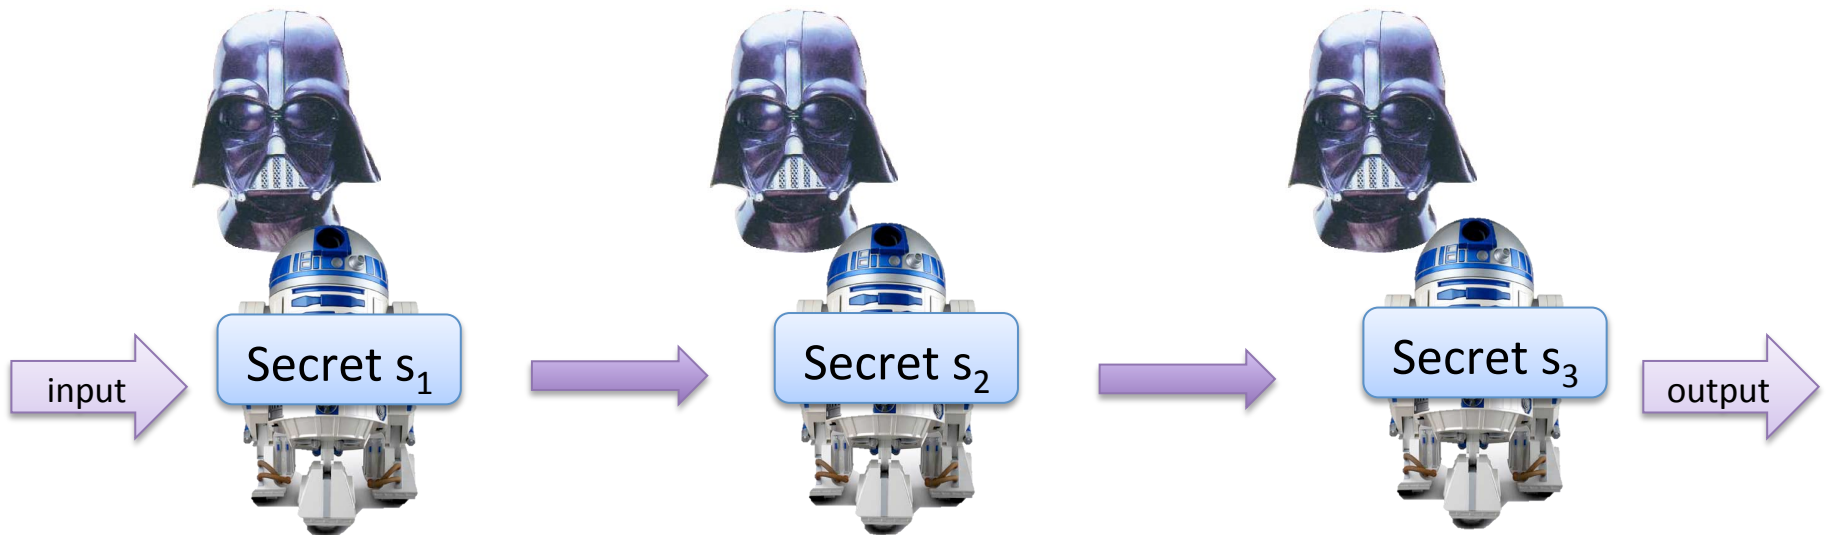 input
Secret s₁
Secret s₂
Secret s₃
output